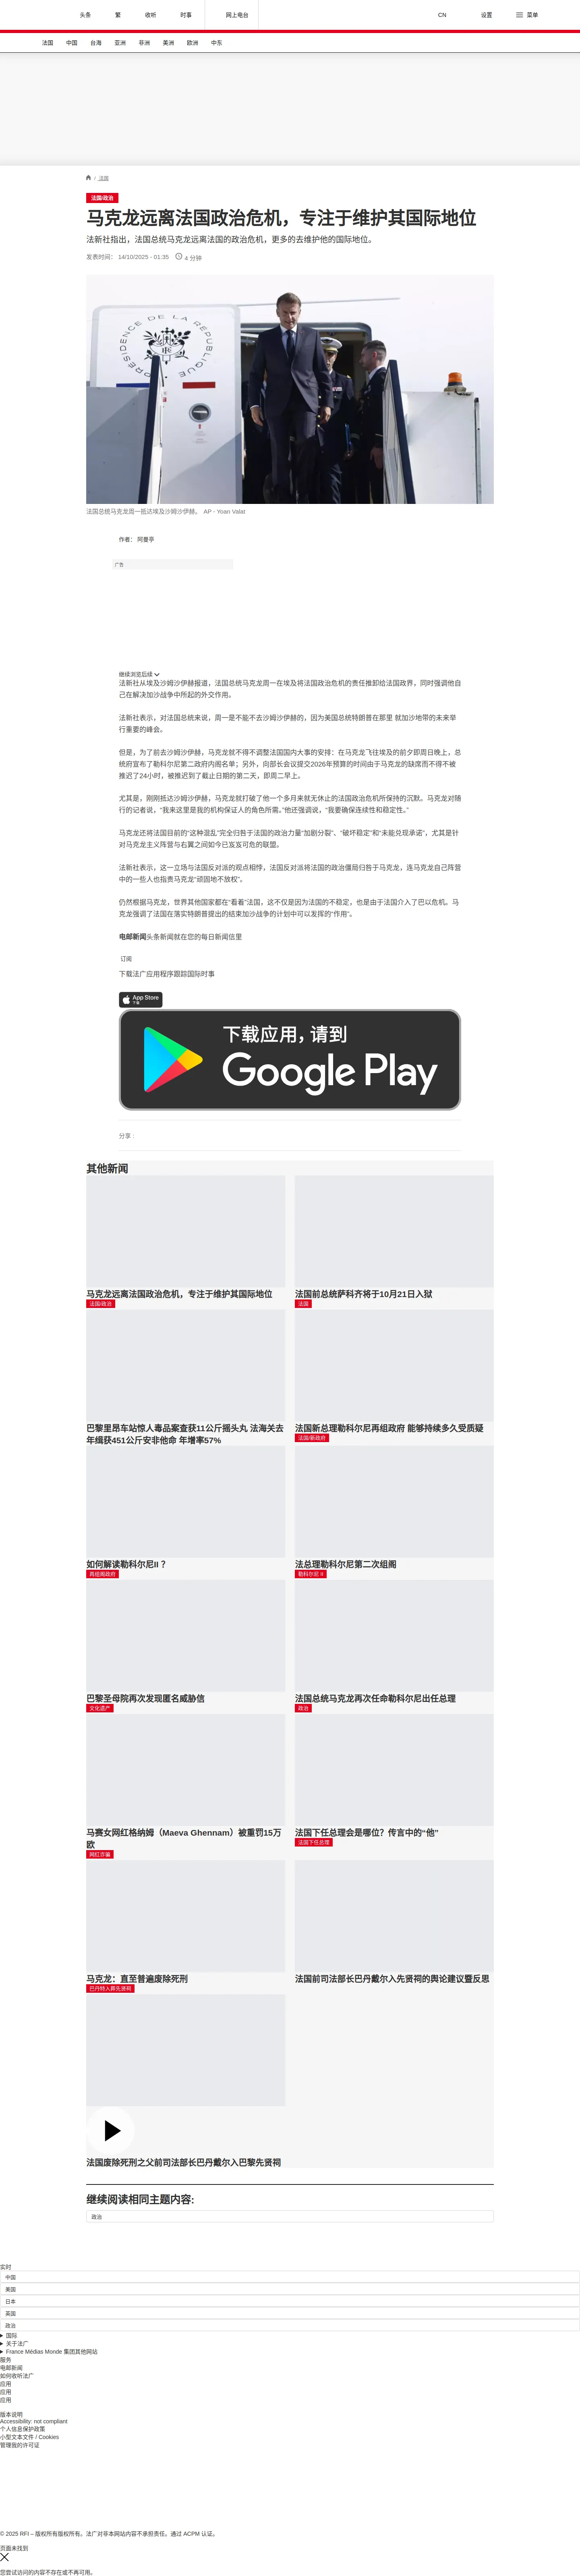 头条
繁
收听
时事
网上电台
CN
设置
菜单
法国
中国
台海
亚洲
非洲
美洲
欧洲
中东
/ 法国
法国/政治
马克龙远离法国政治危机，专注于维护其国际地位
法新社指出，法国总统马克龙远离法国的政治危机，更多的去维护他的国际地位。
发表时间： 14/10/2025 - 01:35
4 分钟
PRESIDENCE DE LA REPUBLIQUE
法国总统马克龙周一抵达埃及沙姆沙伊赫。 AP - Yoan Valat
作者： 阿曼亭
广告
继续浏览后续
法新社从埃及沙姆沙伊赫报道，法国总统马克龙周一在埃及将法国政治危机的责任推卸给法国政界，同时强调他自
己在解决加沙战争中所起的外交作用。
法新社表示，对法国总统来说，周一是不能不去沙姆沙伊赫的，因为美国总统特朗普在那里 就加沙地带的未来举
行重要的峰会。
但是，为了前去沙姆沙伊赫，马克龙就不得不调整法国国内大事的安排：在马克龙飞往埃及的前夕即周日晚上，总
统府宣布了勒科尔尼第二政府内阁名单；另外，向部长会议提交2026年预算的时间由于马克龙的缺席而不得不被
推迟了24小时，被推迟到了截止日期的第二天，即周二早上。
尤其是，刚刚抵达沙姆沙伊赫，马克龙就打破了他一个多月来就无休止的法国政治危机所保持的沉默。马克龙对随
行的记者说，“我来这里是我的机构保证人的角色所需。”他还强调说，“我要确保连续性和稳定性。”
马克龙还将法国目前的“这种混乱”完全归咎于法国的政治力量“加剧分裂”、“破坏稳定”和“未能兑现承诺”，尤其是针
对马克龙主义阵营与右翼之间如今已岌岌可危的联盟。
法新社表示，这一立场与法国反对派的观点相悖，法国反对派将法国的政治僵局归咎于马克龙，连马克龙自己阵营
中的一些人也指责马克龙“顽固地不放权”。
仍然根据马克龙，世界其他国家都在“看着”法国，这不仅是因为法国的不稳定，也是由于法国介入了巴以危机。马
克龙强调了法国在落实特朗普提出的结束加沙战争的计划中可以发挥的“作用”。
电邮新闻头条新闻就在您的每日新闻信里
订阅
下载法广应用程序跟踪国际时事
App Store
下载
下载应用，请到
Google Play
分享 :
其他新闻
马克龙远离法国政治危机，专注于维护其国际地位
法国/政治
法国前总统萨科齐将于10月21日入狱
法国
巴黎里昂车站惊人毒品案查获11公斤摇头丸 法海关去
年缉获451公斤安非他命 年增率57%
法国新总理勒科尔尼再组政府 能够持续多久受质疑
法国/新政府
如何解读勒科尔尼II？
再组阁政府
法总理勒科尔尼第二次组阁
勒科尔尼 II
巴黎圣母院再次发现匿名威胁信
文化遗产
法国总统马克龙再次任命勒科尔尼出任总理
政治
马赛女网红格纳姆（Maeva Ghennam）被重罚15万
欧
网红诈骗
法国下任总理会是哪位？传言中的“他”
法国下任总理
马克龙：直至普遍废除死刑
巴丹特入葬先贤祠
法国前司法部长巴丹戴尔入先贤祠的舆论建议暨反思
法国废除死刑之父前司法部长巴丹戴尔入巴黎先贤祠
继续阅读相同主题内容:
政治
实时
中国
美国
日本
英国
政治
国际
关于法广
France Médias Monde 集团其他网站
服务
电邮新闻
如何收听法广
应用
应用
应用
版本说明
Accessibility: not compliant
个人信息保护政策
小型文本文件 / Cookies
管理我的许可证
© 2025 RFI – 版权所有版权所有。法广对非本网站内容不承担责任。通过 ACPM 认证。
页面未找到
您尝试访问的内容不存在或不再可用。